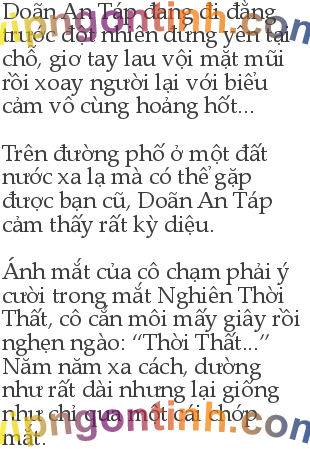 Doãn An Táp đang đi đằng
trước đột nhiên đứng yên tại
chỗ, giơ tay lau vội mặt mũi
rồi xoay người lại với biểu
cảm vô cùng hoảng hốt...
Trên đường phố ở một đất
nước xa lạ mà có thể gặp
được bạn cũ, Doãn An Táp
cảm thấy rất kỳ diệu.
Ánh mắt của cô chạm phải ý
cười trong mắt Nghiên Thời
Thất, cô cắn môi mấy giây rồi
nghẹn ngào: “Thời Thất...”
Năm năm xa cách, dường
như rất dài nhưng lại giống
như chỉ qua một cái chớp
mắt.
vipngontinh.com
vipngontinh.com